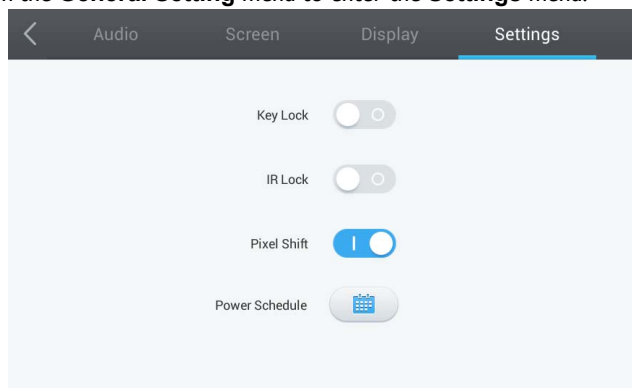 the General Setting menu to enter the Settings menu.
Audio Screen Display Settings
Key Lock
IR Lock
Pixel Shift
Power Schedule